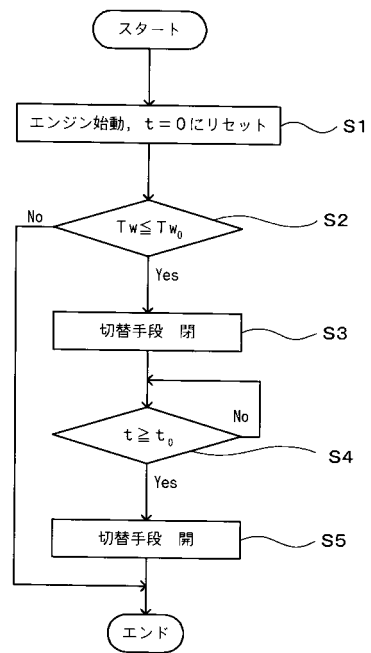 スタート
エンジン始動，t＝0にリセット
S1
No
Tw≦Tw₀
S2
Yes
切替手段 閉
S3
No
t≧t₀
S4
Yes
切替手段 開
S5
エンド